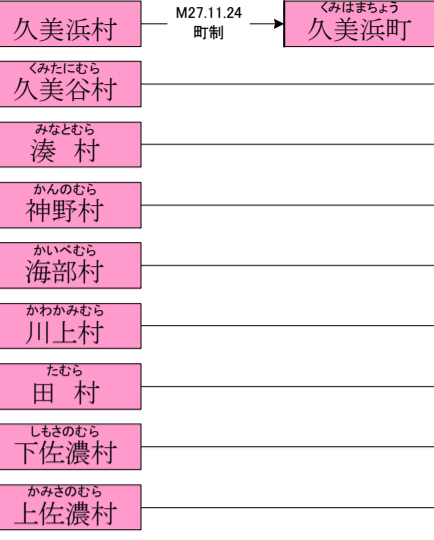 久美浜村
M27.11.24
町制
くみはまちょう
久美浜町
くみたにむら
久美谷村
みなとむら
湊 村
かんのむら
神野村
かいべむら
海部村
かわかみむら
川上村
たむら
田 村
しもさのむら
下佐濃村
かみさのむら
上佐濃村